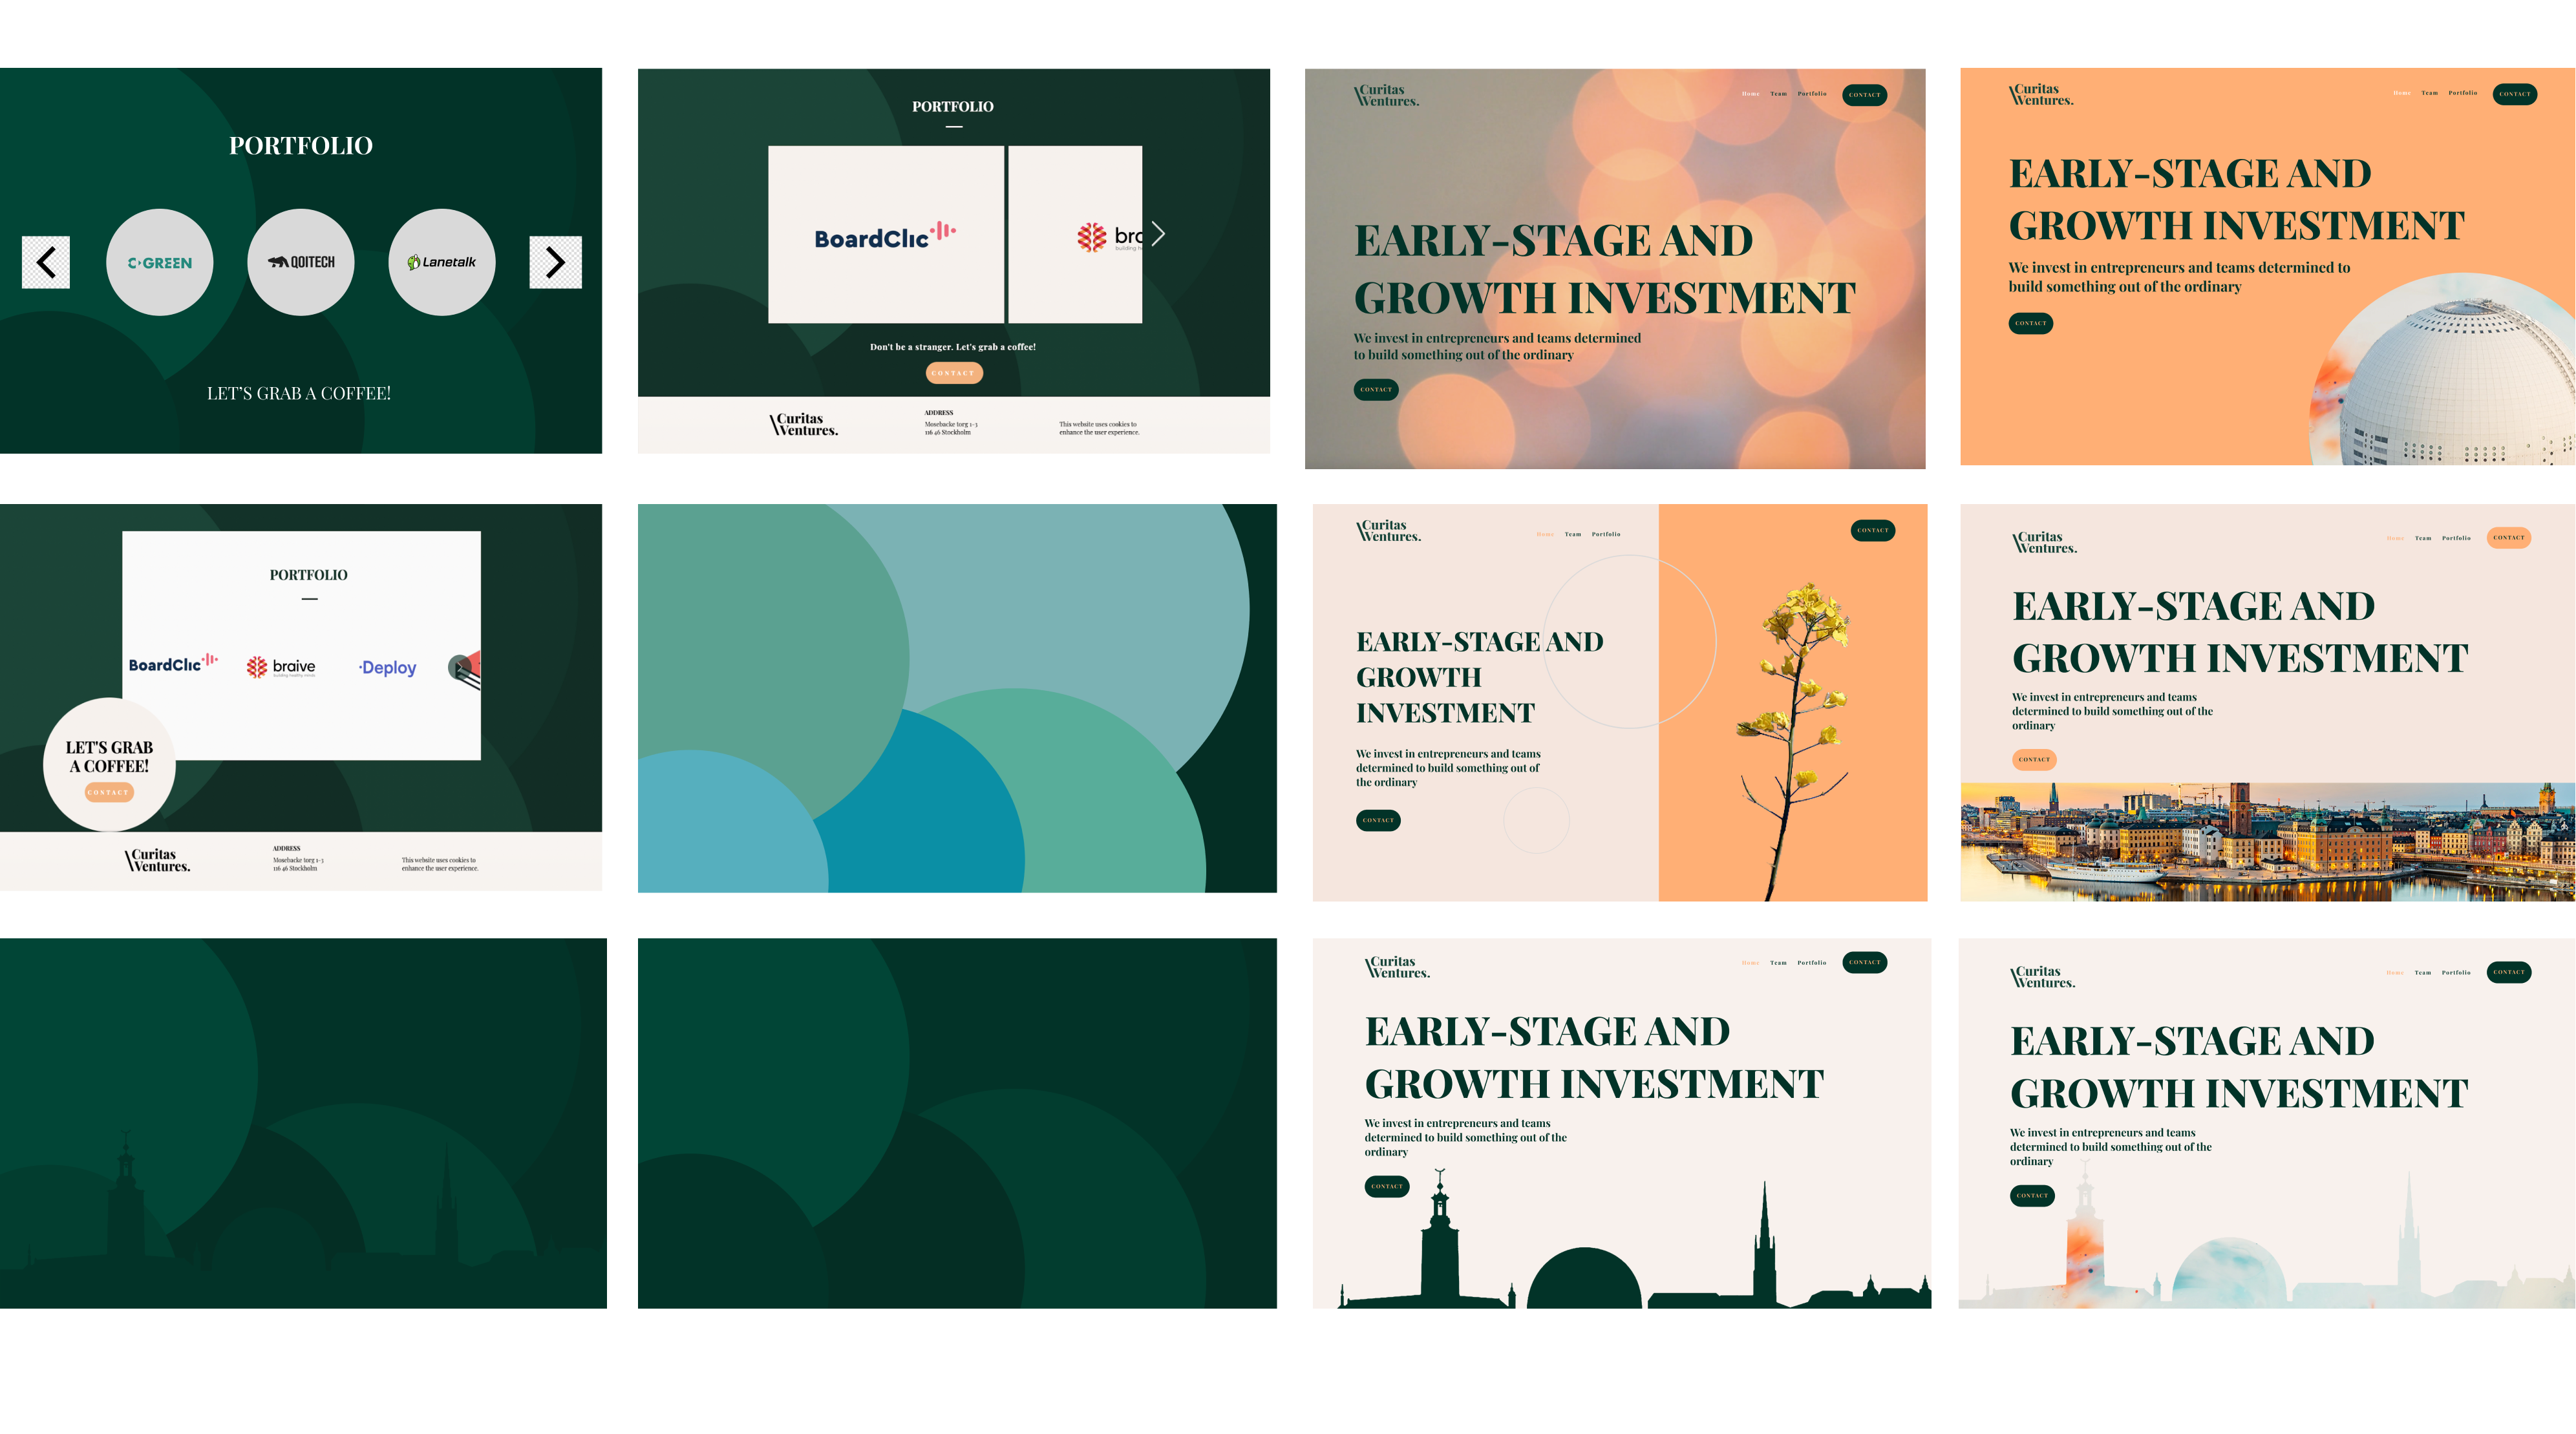 PORTFOLIO
C·GREEN
QOITECH
Lanetalk
LET'S GRAB A COFFEE!
PORTFOLIO
BoardClic
bra
building h
Don't be a stranger. Let's grab a coffee!
CONTACT
Curitas
Ventures.
ADDRESS
Mosebacke torg 1-3
116 46 Stockholm
This website uses cookies to
enhance the user experience.
Curitas
Ventures.
Home Team Portfolio CONTACT
EARLY-STAGE AND
GROWTH INVESTMENT
We invest in entrepreneurs and teams determined
to build something out of the ordinary
CONTACT
Curitas
Ventures.
Home Team Portfolio CONTACT
EARLY-STAGE AND
GROWTH INVESTMENT
We invest in entrepreneurs and teams determined to
build something out of the ordinary
CONTACT
PORTFOLIO
BoardClic
braive
building healthy minds
·Deploy
LET'S GRAB
A COFFEE!
CONTACT
Curitas
Ventures.
ADDRESS
Mosebacke torg 1-3
116 46 Stockholm
This website uses cookies to
enhance the user experience.
Curitas
Ventures.
Home Team Portfolio CONTACT
EARLY-STAGE AND
GROWTH
INVESTMENT
We invest in entrepreneurs and teams
determined to build something out of
the ordinary
CONTACT
Curitas
Ventures.
Home Team Portfolio CONTACT
EARLY-STAGE AND
GROWTH INVESTMENT
We invest in entrepreneurs and teams
determined to build something out of the
ordinary
CONTACT
Curitas
Ventures.
Home Team Portfolio CONTACT
EARLY-STAGE AND
GROWTH INVESTMENT
We invest in entrepreneurs and teams
determined to build something out of the
ordinary
CONTACT
Curitas
Ventures.
Home Team Portfolio CONTACT
EARLY-STAGE AND
GROWTH INVESTMENT
We invest in entrepreneurs and teams
determined to build something out of the
ordinary
CONTACT